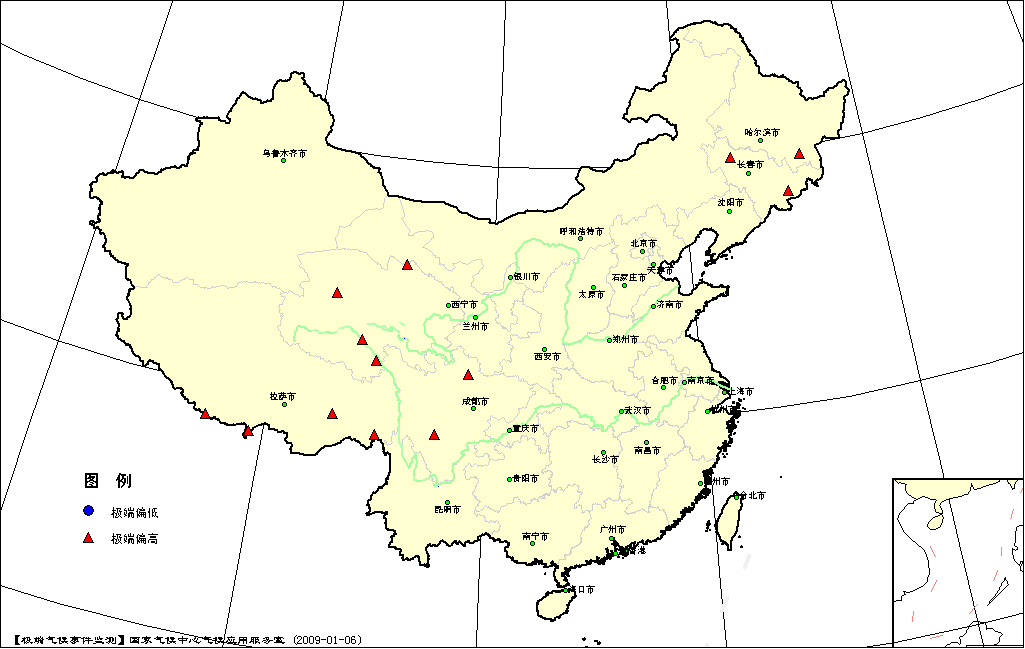 哈尔滨市
乌鲁木齐市
长春市
沈阳市
呼和浩特市
北京市
天津市
银川市
石家庄市
太原市
西宁市
济南市
兰州市
郑州市
西安市
合肥市
南京市
上海市
拉萨市
成都市
武汉市
重庆市
南昌市
长沙市
图 例
贵阳市
州市
台北市
极端偏低
昆明市
极端偏高
广州市
南宁市
港
口市
【极端气候事件监测】国家气候中心气候应用服务室 (2009-01-06)